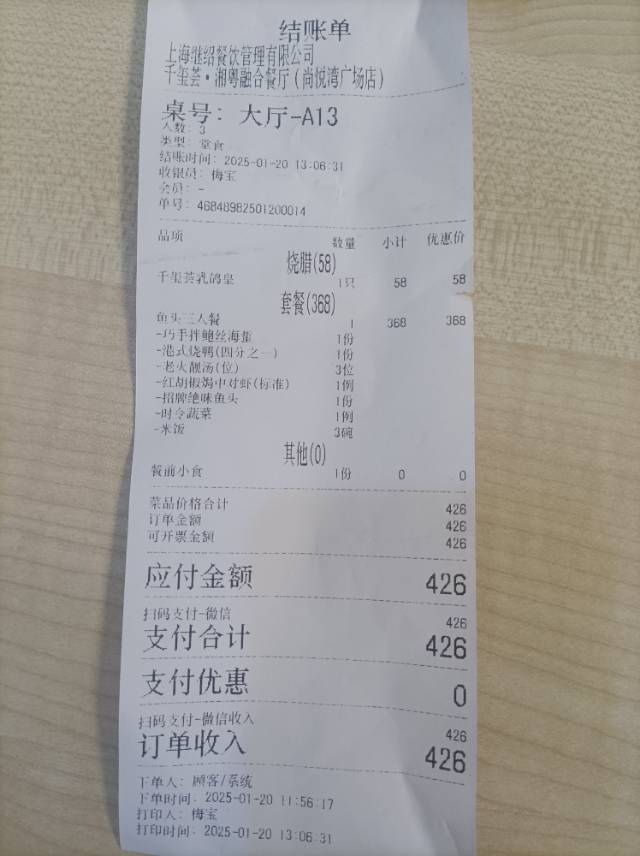 结账单
上海继绍餐饮管理有限公司
千玺荟·湘粤融合餐厅(尚悦湾广场店)
桌号: 大厅-A13
人数: 3
类型: 堂食
结账时间: 2025-01-20 13:06:31
收银员: 梅宝
会员: -
单号: 46848982501200014
品项 数量 小计 优惠价
烧腊(58)
千玺荟乳鸽皇 1只 58 58
套餐(368)
鱼头三人餐 1 368 368
-巧手拌鲍丝海蜇 1份
-港式烧鸭(四分之一) 1份
-老火靓汤(位) 3位
-红胡椒焗中对虾(标准) 1例
-招牌绝味鱼头 1份
-时令蔬菜 1例
-米饭 3碗
其他(0)
餐前小食 1份 0 0
菜品价格合计 426
订单金额 426
可开票金额 426
应付金额 426
扫码支付-微信 426
支付合计 426
支付优惠 0
扫码支付-微信收入 426
订单收入 426
下单人: 顾客/系统
下单时间: 2025-01-20 11:56:17
打印人: 梅宝
打印时间: 2025-01-20 13:06:31